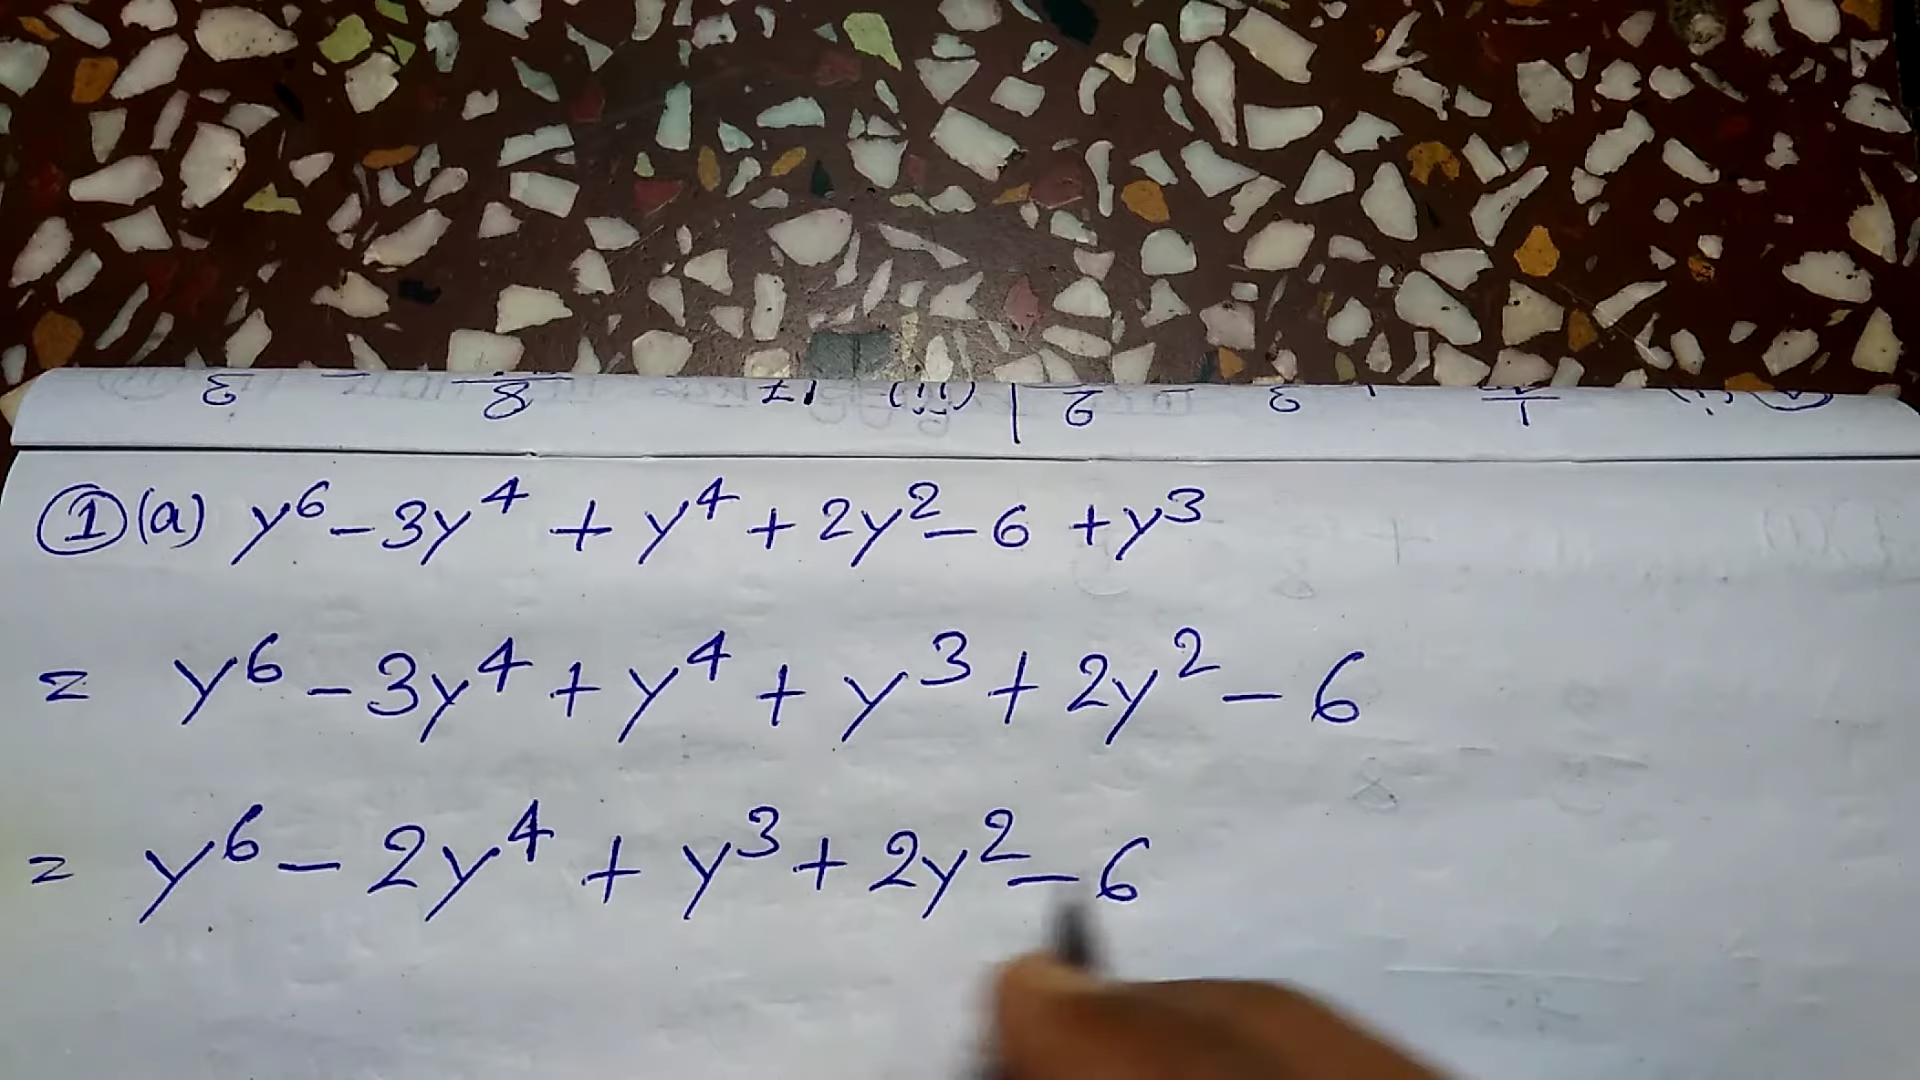 ① (a) y⁶ - 3y⁴ + y⁴ + 2y² - 6 + y³
= y⁶ - 3y⁴ + y⁴ + y³ + 2y² - 6
= y⁶ - 2y⁴ + y³ + 2y² - 6